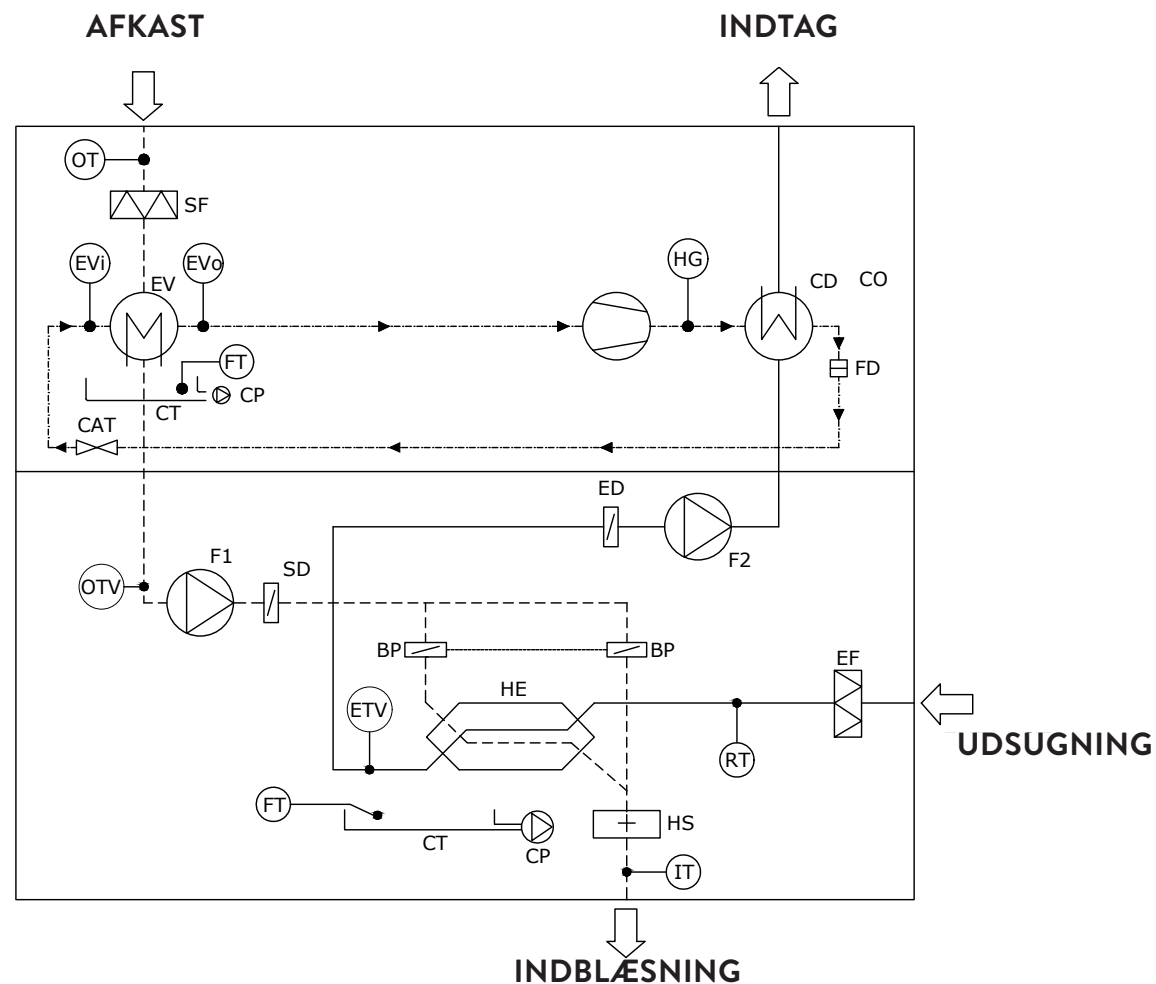 AFKAST INDTAG
OT
SF
EVi EVo HG
EV CD CO
FT FD
CP
CT
CAT
ED
F1 F2
SD
OTV
BP BP
EF
HE
ETV
UDSUGNING
RT
FT
HS
CT
CP
IT
INDBLÆSNING